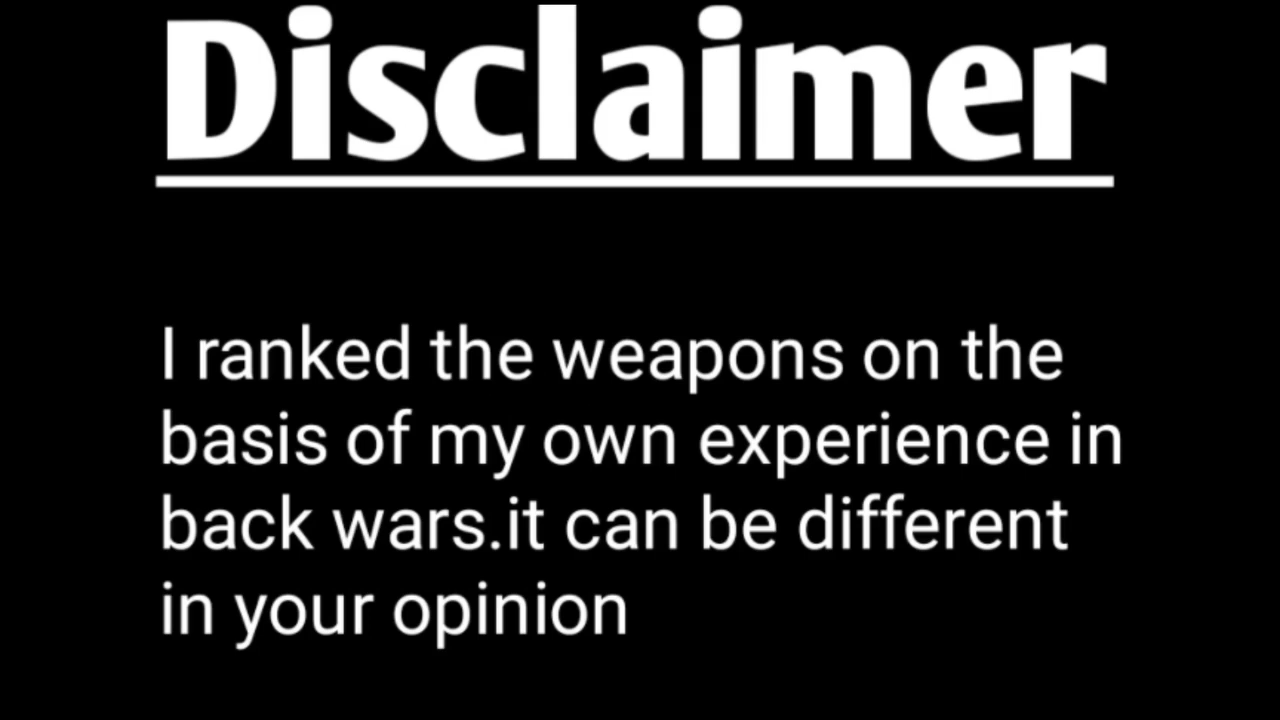 Disclaimer
I ranked the weapons on the
basis of my own experience in
back wars.it can be different
in your opinion